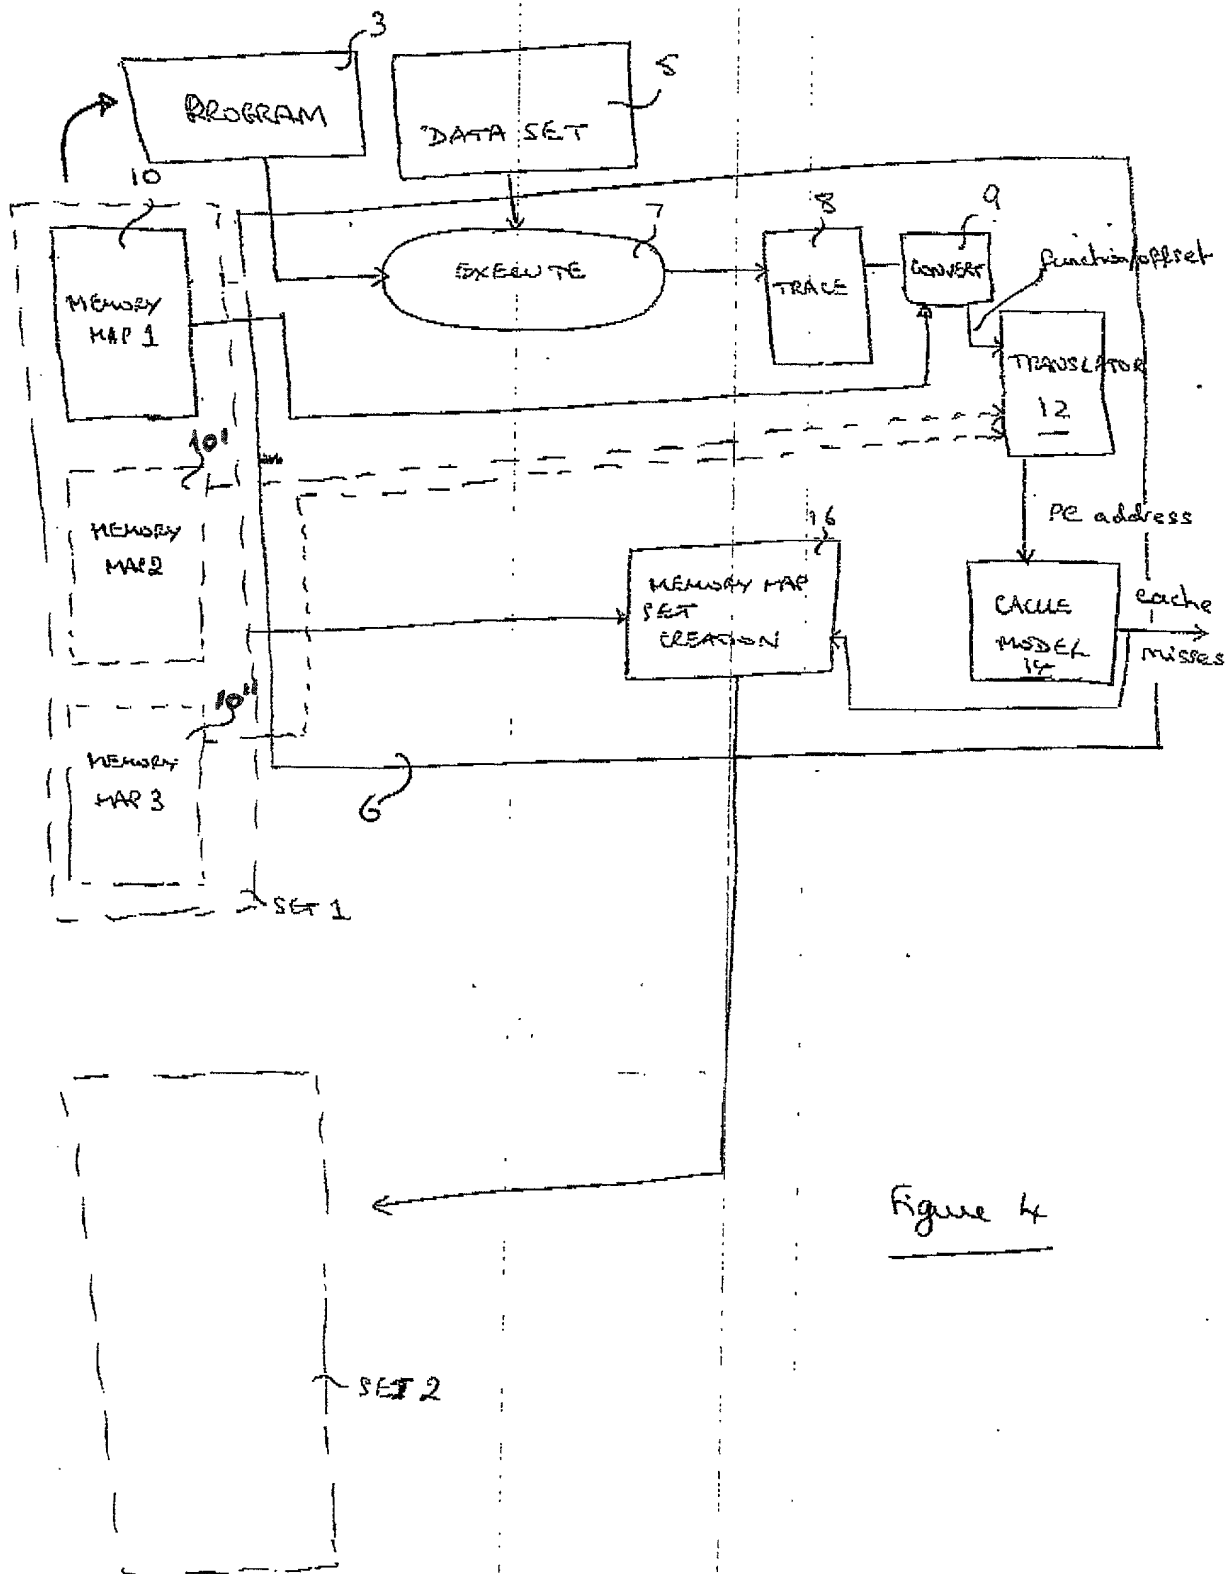 3
5
PROGRAM
DATA SET
10
7
8
9
EXECUTE
TRACE
CONVERT
function/offset
MEMORY
MAP 1
TRANSLATOR
12
10'
MEMORY
MAP 2
PC address
16
MEMORY MAP
SET
CREATION
CACHE
MODEL
14
cache
misses
10"
MEMORY
MAP 3
6
SET 1
Figure 4
SET 2